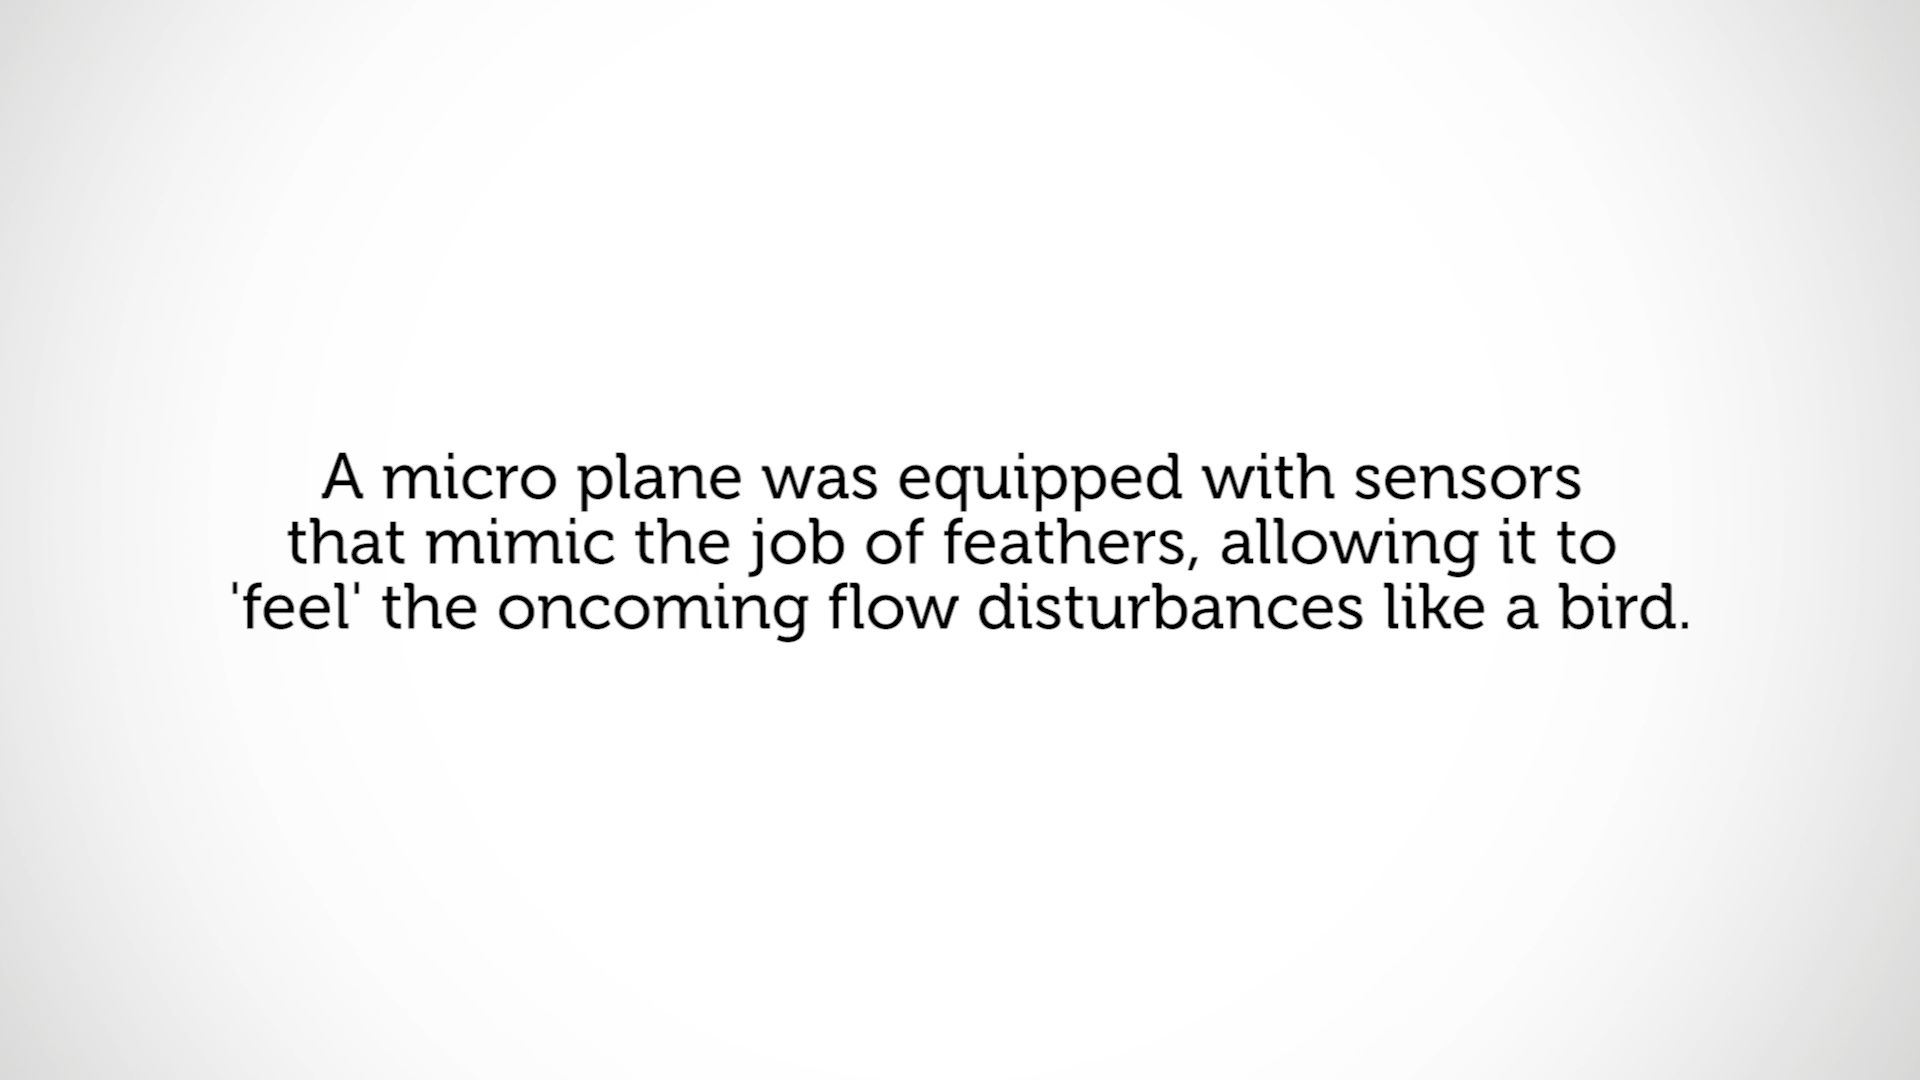 A micro plane was equipped with sensors
that mimic the job of feathers, allowing it to
'feel' the oncoming flow disturbances like a bird.